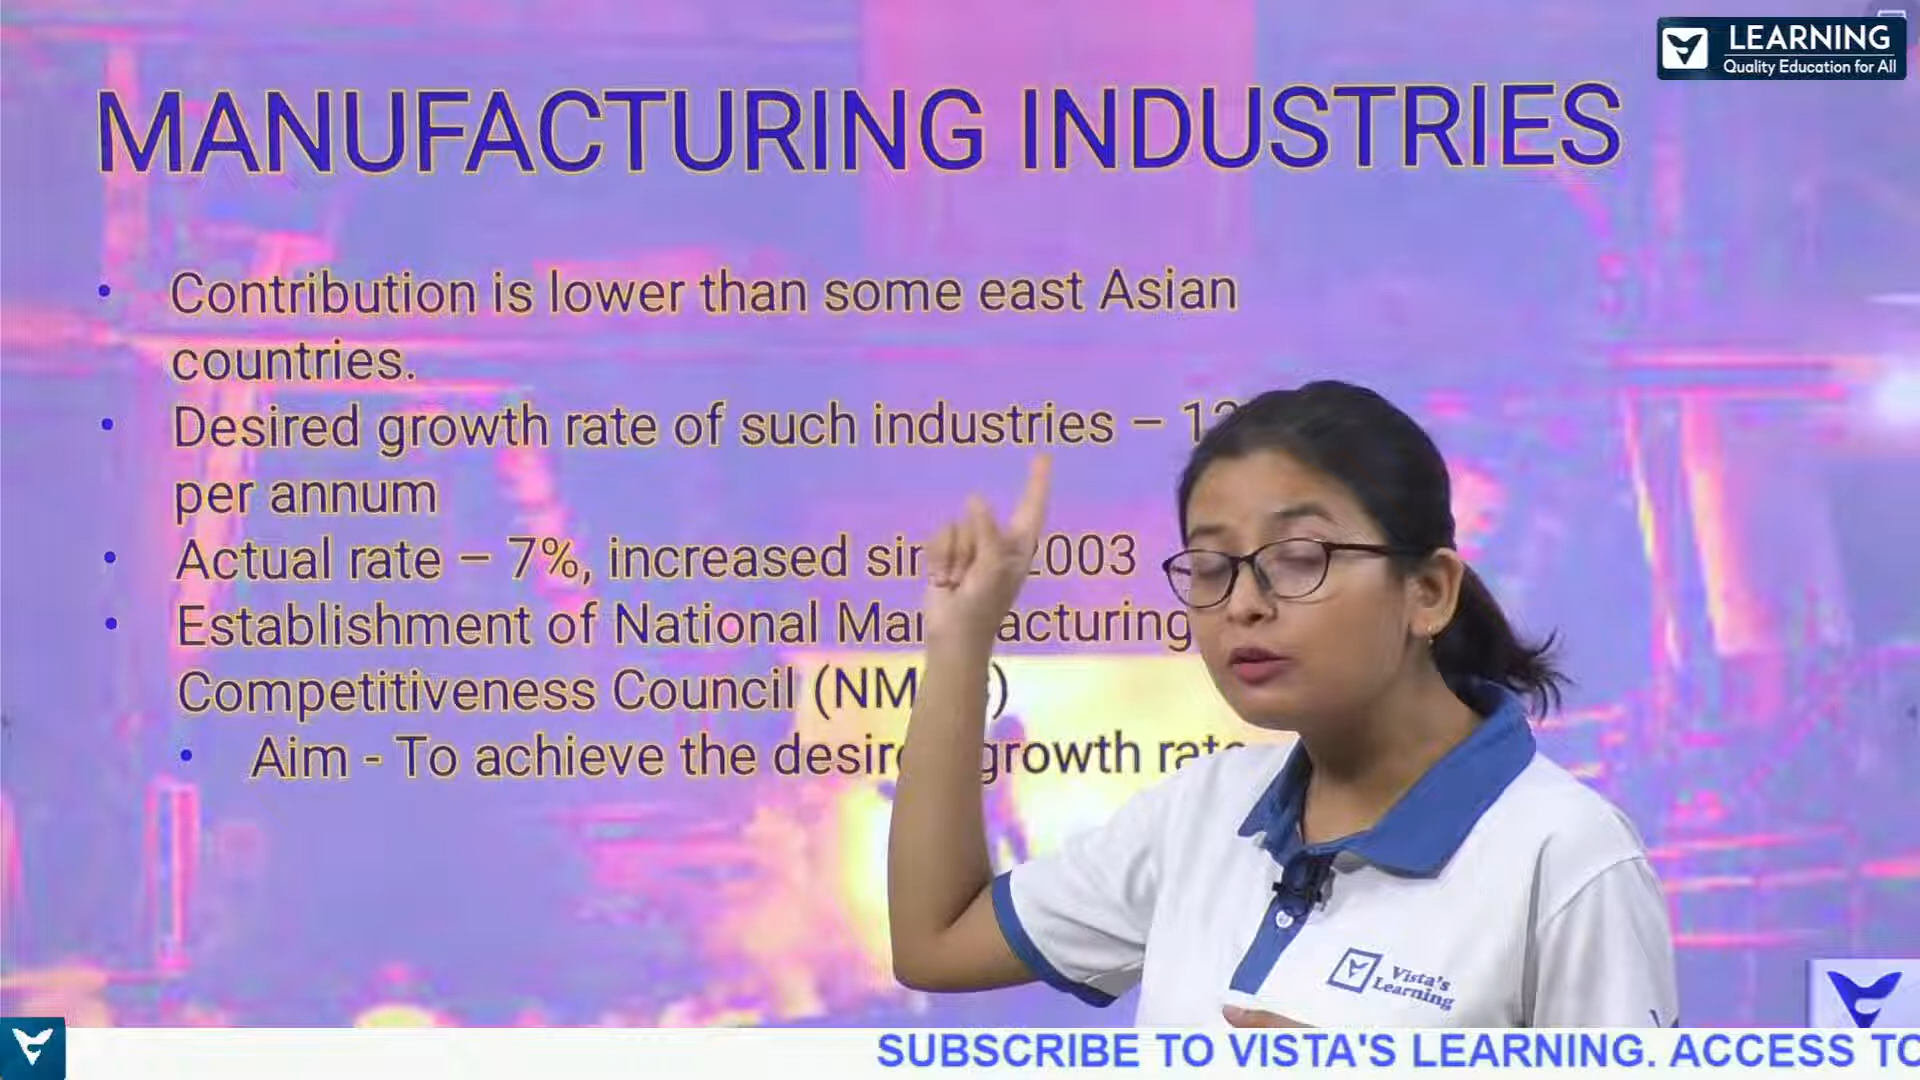 LEARNING
Quality Education for All
MANUFACTURING INDUSTRIES
• Contribution is lower than some east Asian
countries.
• Desired growth rate of such industries –
per annum
• Actual rate – 7%, increased 2003
• Establishment of National
Competitiveness Council
• Aim - To achieve the growth
Vista's
Learning
SUBSCRIBE TO VISTA'S LEARNING. ACCESS